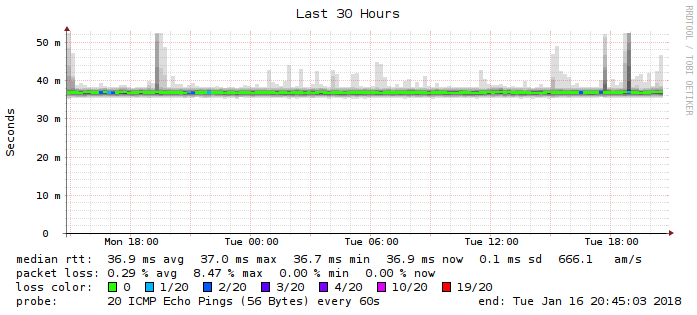 Last 30 Hours
RRDTOOL / TOBI OETIKER
Seconds
50 m
40 m
30 m
20 m
10 m
0
Mon 18:00 Tue 00:00 Tue 06:00 Tue 12:00 Tue 18:00
median rtt: 36.9 ms avg 37.0 ms max 36.7 ms min 36.9 ms now 0.1 ms sd 666.1 am/s
packet loss: 0.29 % avg 8.47 % max 0.00 % min 0.00 % now
loss color: 0 1/20 2/20 3/20 4/20 10/20 19/20
probe: 20 ICMP Echo Pings (56 Bytes) every 60s end: Tue Jan 16 20:45:03 2018